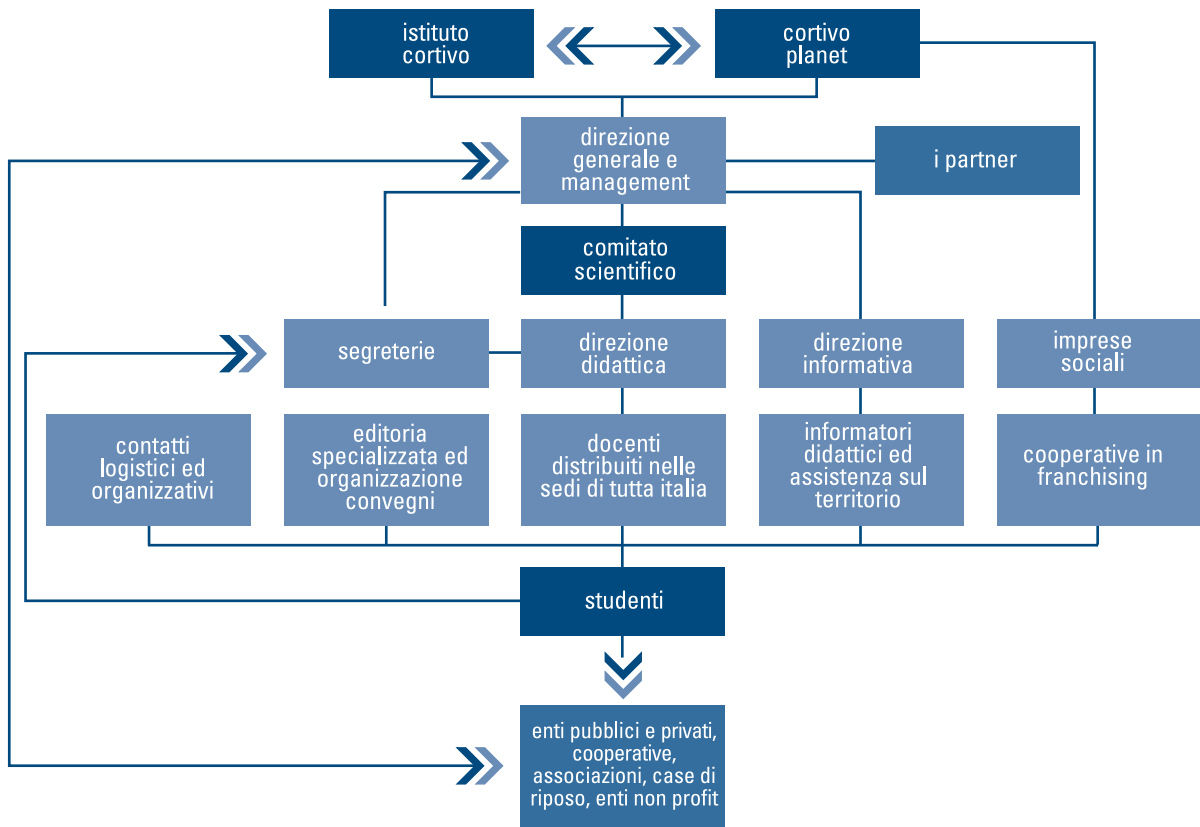 istituto
cortivo
cortivo
planet
direzione
generale e
management
i partner
comitato
scientifico
segreterie
direzione
didattica
direzione
informativa
imprese
sociali
contatti
logistici ed
organizzativi
editoria
specializzata ed
organizzazione
convegni
docenti
distribuiti nelle
sedi di tutta italia
informatori
didattici ed
assistenza sul
territorio
cooperative in
franchising
studenti
enti pubblici e privati,
cooperative,
associazioni, case di
riposo, enti non profit